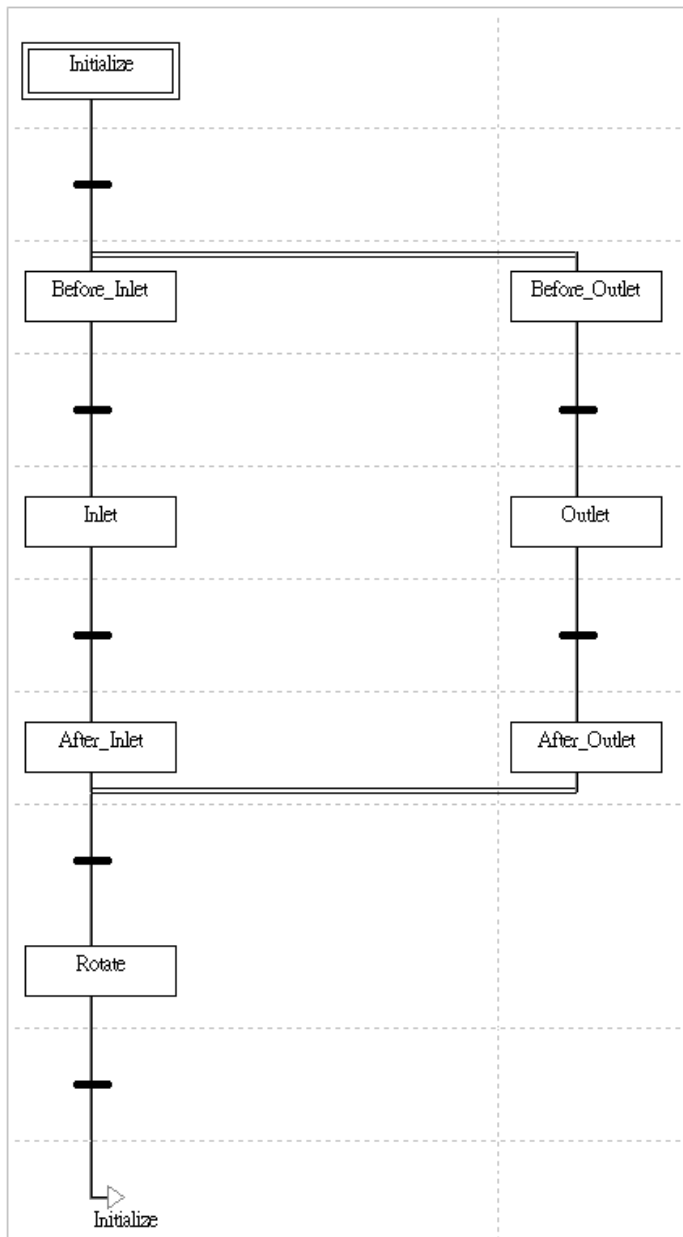 Initialize
Before_Inlet
Before_Outlet
Inlet
Outlet
After_Inlet
After_Outlet
Rotate
Initialize